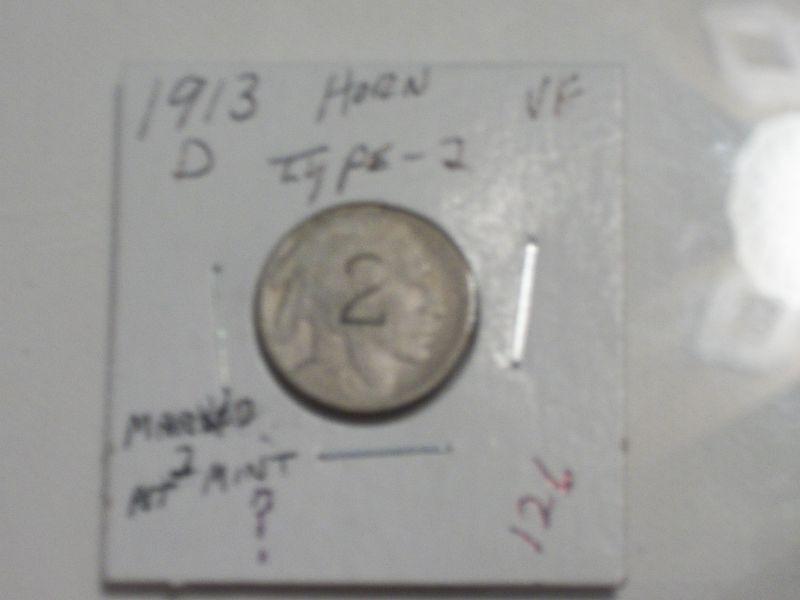 1913 HORN VF
D TYPE-2
2
MARKED
AT 2 MINT
?
126